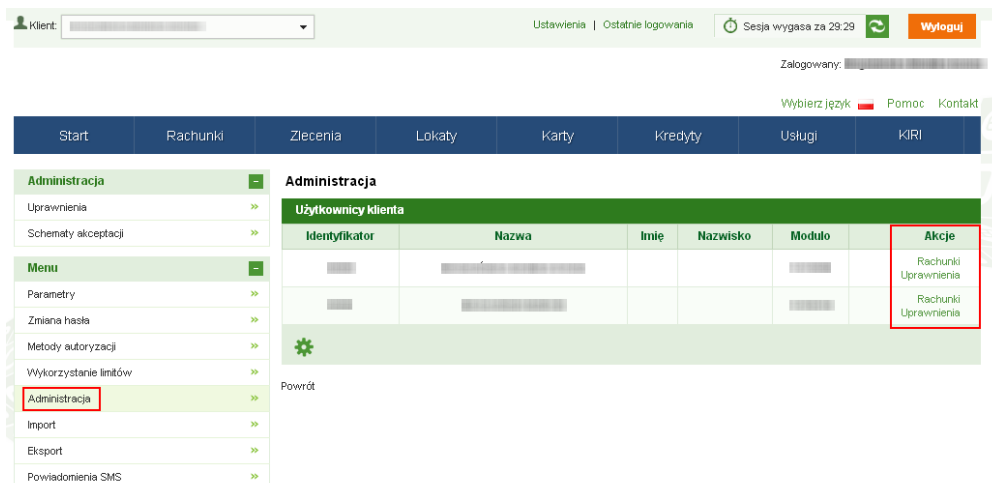 Klient:
Ustawienia | Ostatnie logowania
Sesja wygasa za 29:29
Wyloguj
Zalogowany:
Wybierz język Pomoc Kontakt
Start Rachunki Zlecenia Lokaty Karty Kredyty Usługi KIRI
Administracja
Uprawnienia
Schematy akceptacji
Menu
Parametry
Zmiana hasła
Metody autoryzacji
Wykorzystanie limitów
Administracja
Import
Eksport
Powiadomienia SMS
Administracja
Użytkownicy klienta
Identyfikator Nazwa Imię Nazwisko Modulo Akcje
Rachunki
Uprawnienia
Rachunki
Uprawnienia
Powrót